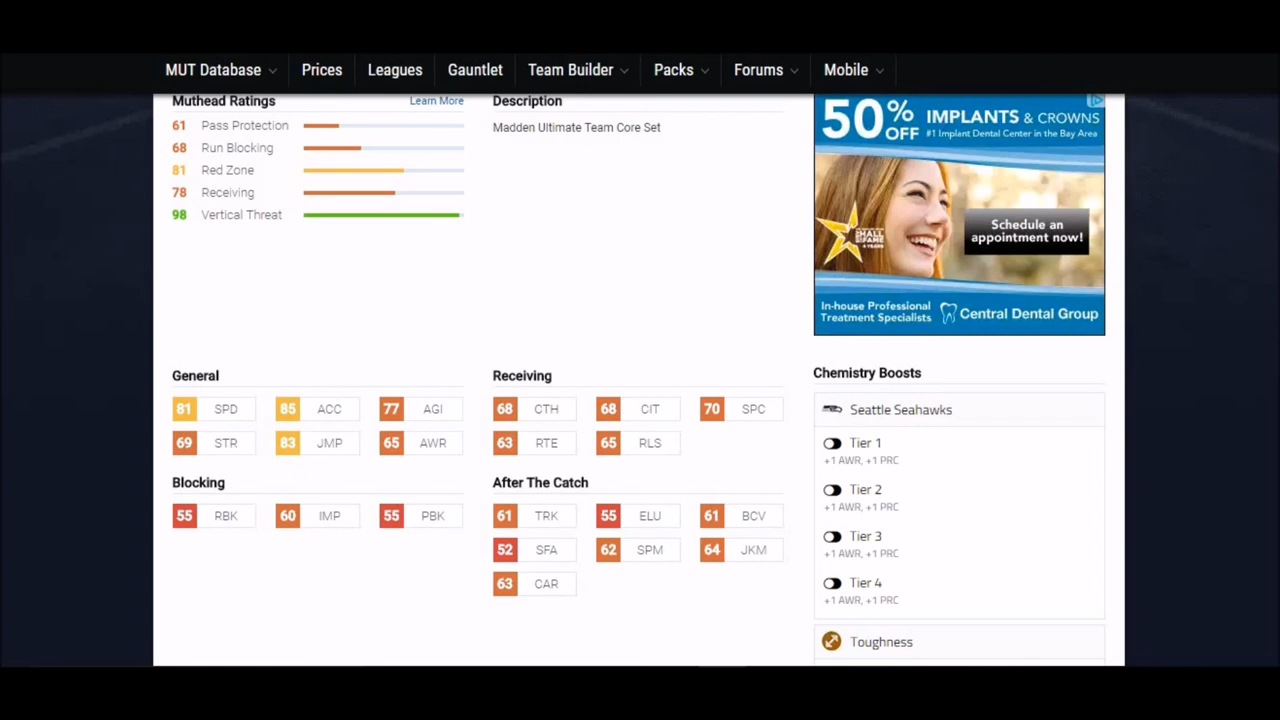 MUT Database Prices Leagues Gauntlet Team Builder Packs Forums Mobile
Muthead Ratings Learn More
61 Pass Protection
68 Run Blocking
81 Red Zone
78 Receiving
98 Vertical Threat
Description
Madden Ultimate Team Core Set
50% OFF IMPLANTS & CROWNS
#1 Implant Dental Center in the Bay Area
HALL
FAME
Schedule an
appointment now!
In-house Professional
Treatment Specialists
Central Dental Group
General
81 SPD 85 ACC 77 AGI
69 STR 83 JMP 65 AWR
Blocking
55 RBK 60 IMP 55 PBK
Receiving
68 CTH 68 CIT 70 SPC
63 RTE 65 RLS
After The Catch
61 TRK 55 ELU 61 BCV
52 SFA 62 SPM 64 JKM
63 CAR
Chemistry Boosts
Seattle Seahawks
Tier 1
+1 AWR, +1 PRC
Tier 2
+1 AWR, +1 PRC
Tier 3
+1 AWR, +1 PRC
Tier 4
+1 AWR, +1 PRC
Toughness